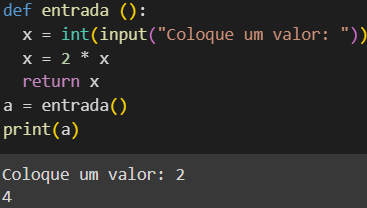 def entrada ():
  x = int(input("Coloque um valor: "))
  x = 2 * x
  return x
a = entrada()
print(a)
Coloque um valor: 2
4